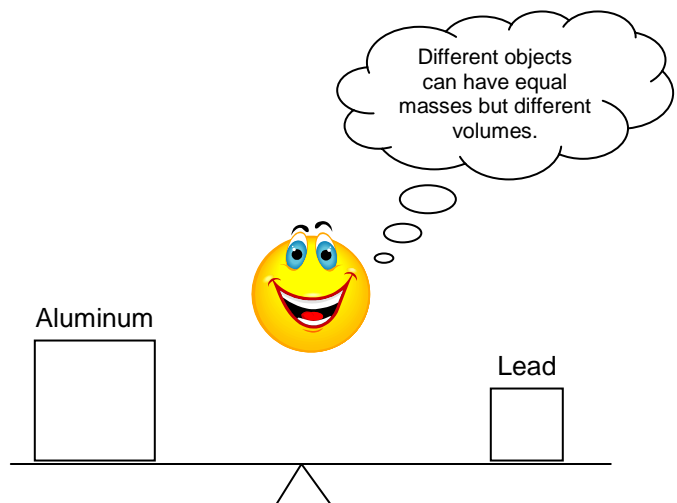 Different objects
can have equal
masses but different
volumes.
Aluminum
Lead